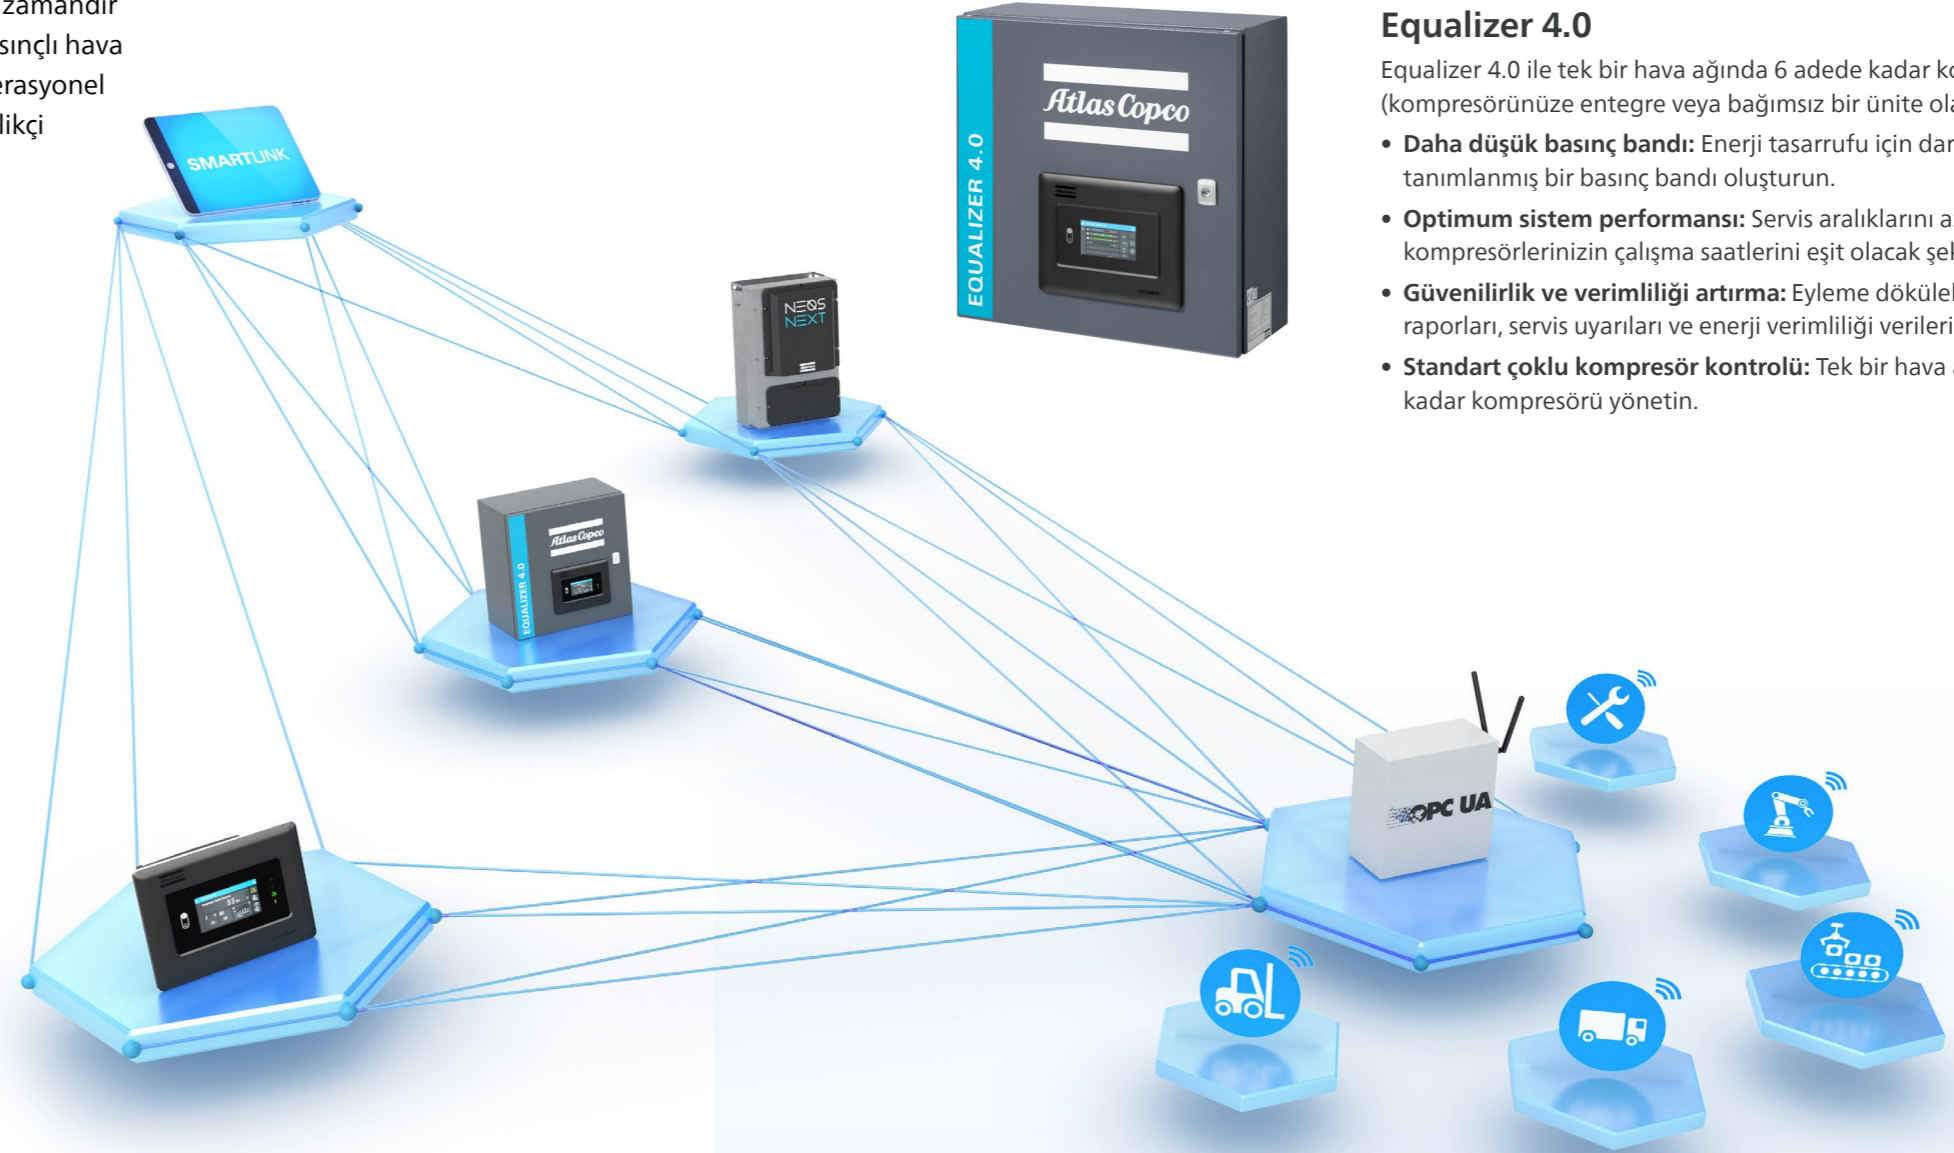 zamandır
sınçlı hava
erasyonel
likçi
SMARTLINK
NEOS
NEXT
Atlas Copco
EQUALIZER 4.0
Atlas Copco
EQUALIZER 4.0
OPC UA
Equalizer 4.0
Equalizer 4.0 ile tek bir hava ağında 6 adede kadar ko
(kompresörünüze entegre veya bağımsız bir ünite ola
• Daha düşük basınç bandı: Enerji tasarrufu için dar
tanımlanmış bir basınç bandı oluşturun.
• Optimum sistem performansı: Servis aralıklarını a
kompresörlerinizin çalışma saatlerini eşit olacak şek
• Güvenilirlik ve verimliliği artırma: Eyleme dökülel
raporları, servis uyarıları ve enerji verimliliği verileri
• Standart çoklu kompresör kontrolü: Tek bir hava a
kadar kompresörü yönetin.